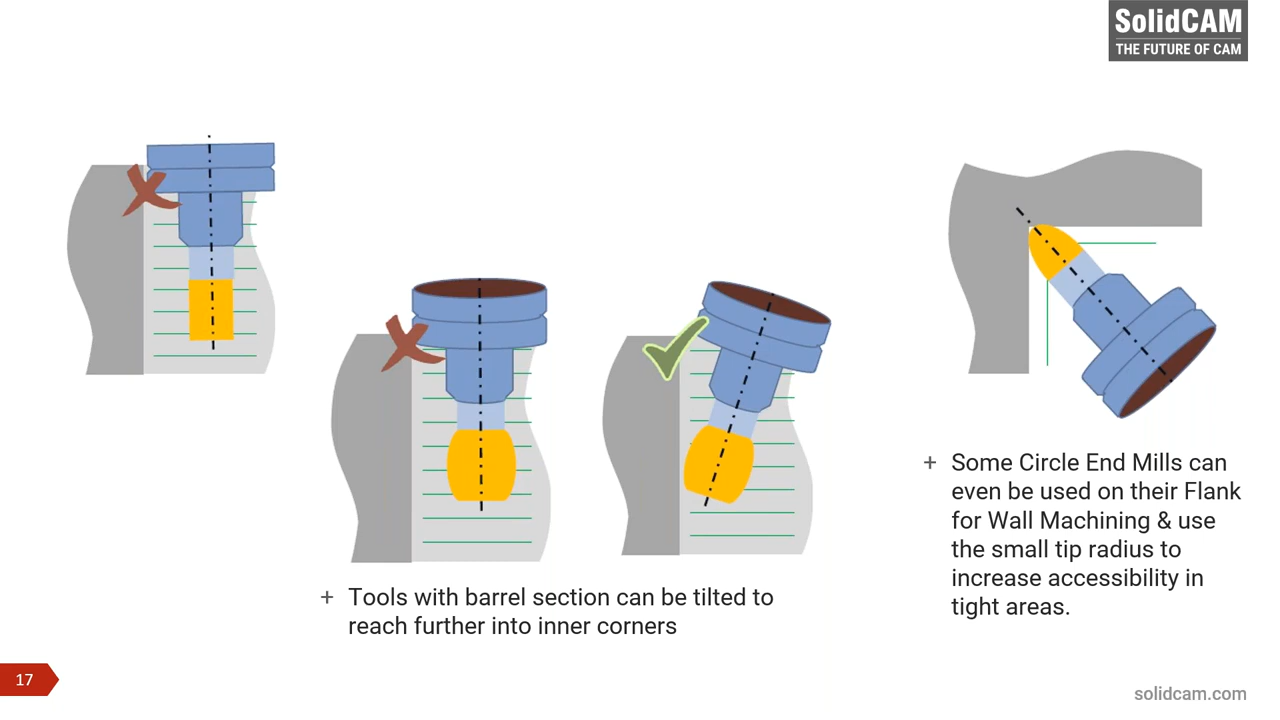 SolidCAM
THE FUTURE OF CAM
+ Tools with barrel section can be tilted to
reach further into inner corners
+ Some Circle End Mills can
even be used on their Flank
for Wall Machining & use
the small tip radius to
increase accessibility in
tight areas.
17
solidcam.com